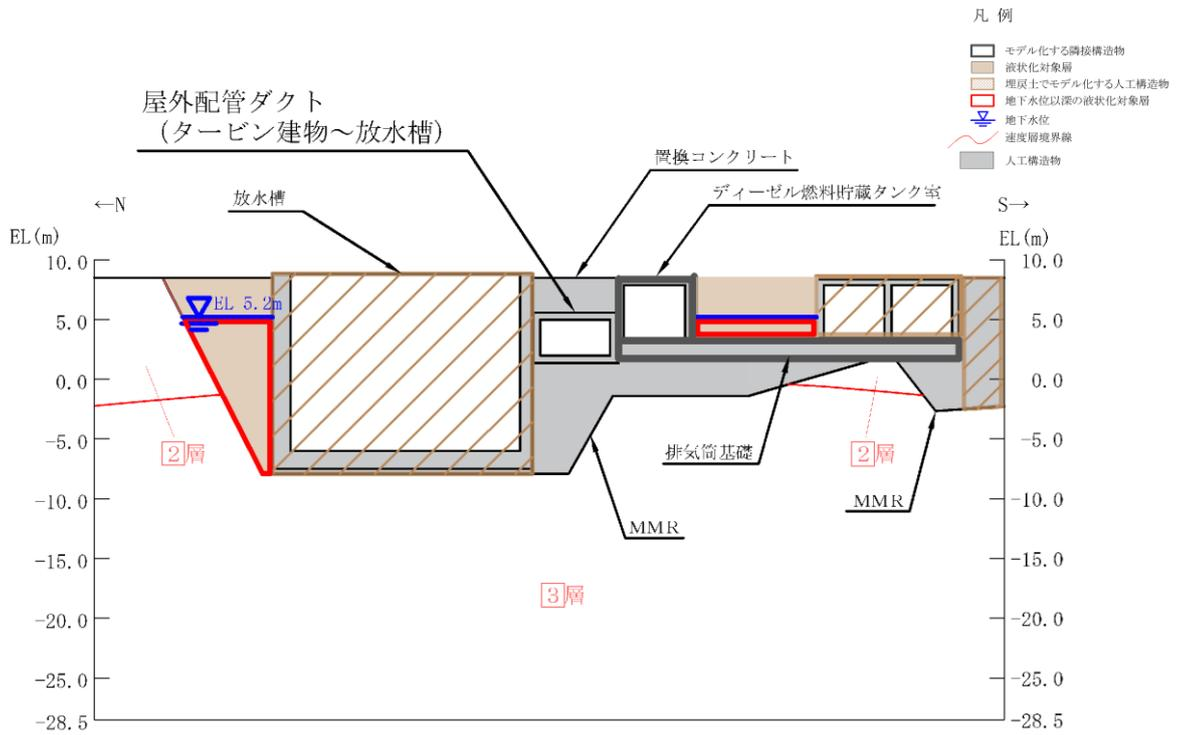 凡 例
モデル化する隣接構造物
液状化対象層
埋戻土でモデル化する人工構造物
地下水位以深の液状化対象層
地下水位
速度層境界線
人工構造物
屋外配管ダクト
（タービン建物～放水槽）
置換コンクリート
放水槽
ディーゼル燃料貯蔵タンク室
←N
S→
EL(m)
EL(m)
10.0
10.0
EL 5.2m
5.0
5.0
0.0
0.0
-5.0
-5.0
2層
2層
排気筒基礎
-10.0
-10.0
MMR
MMR
-15.0
-15.0
3層
-20.0
-20.0
-25.0
-25.0
-28.5
-28.5